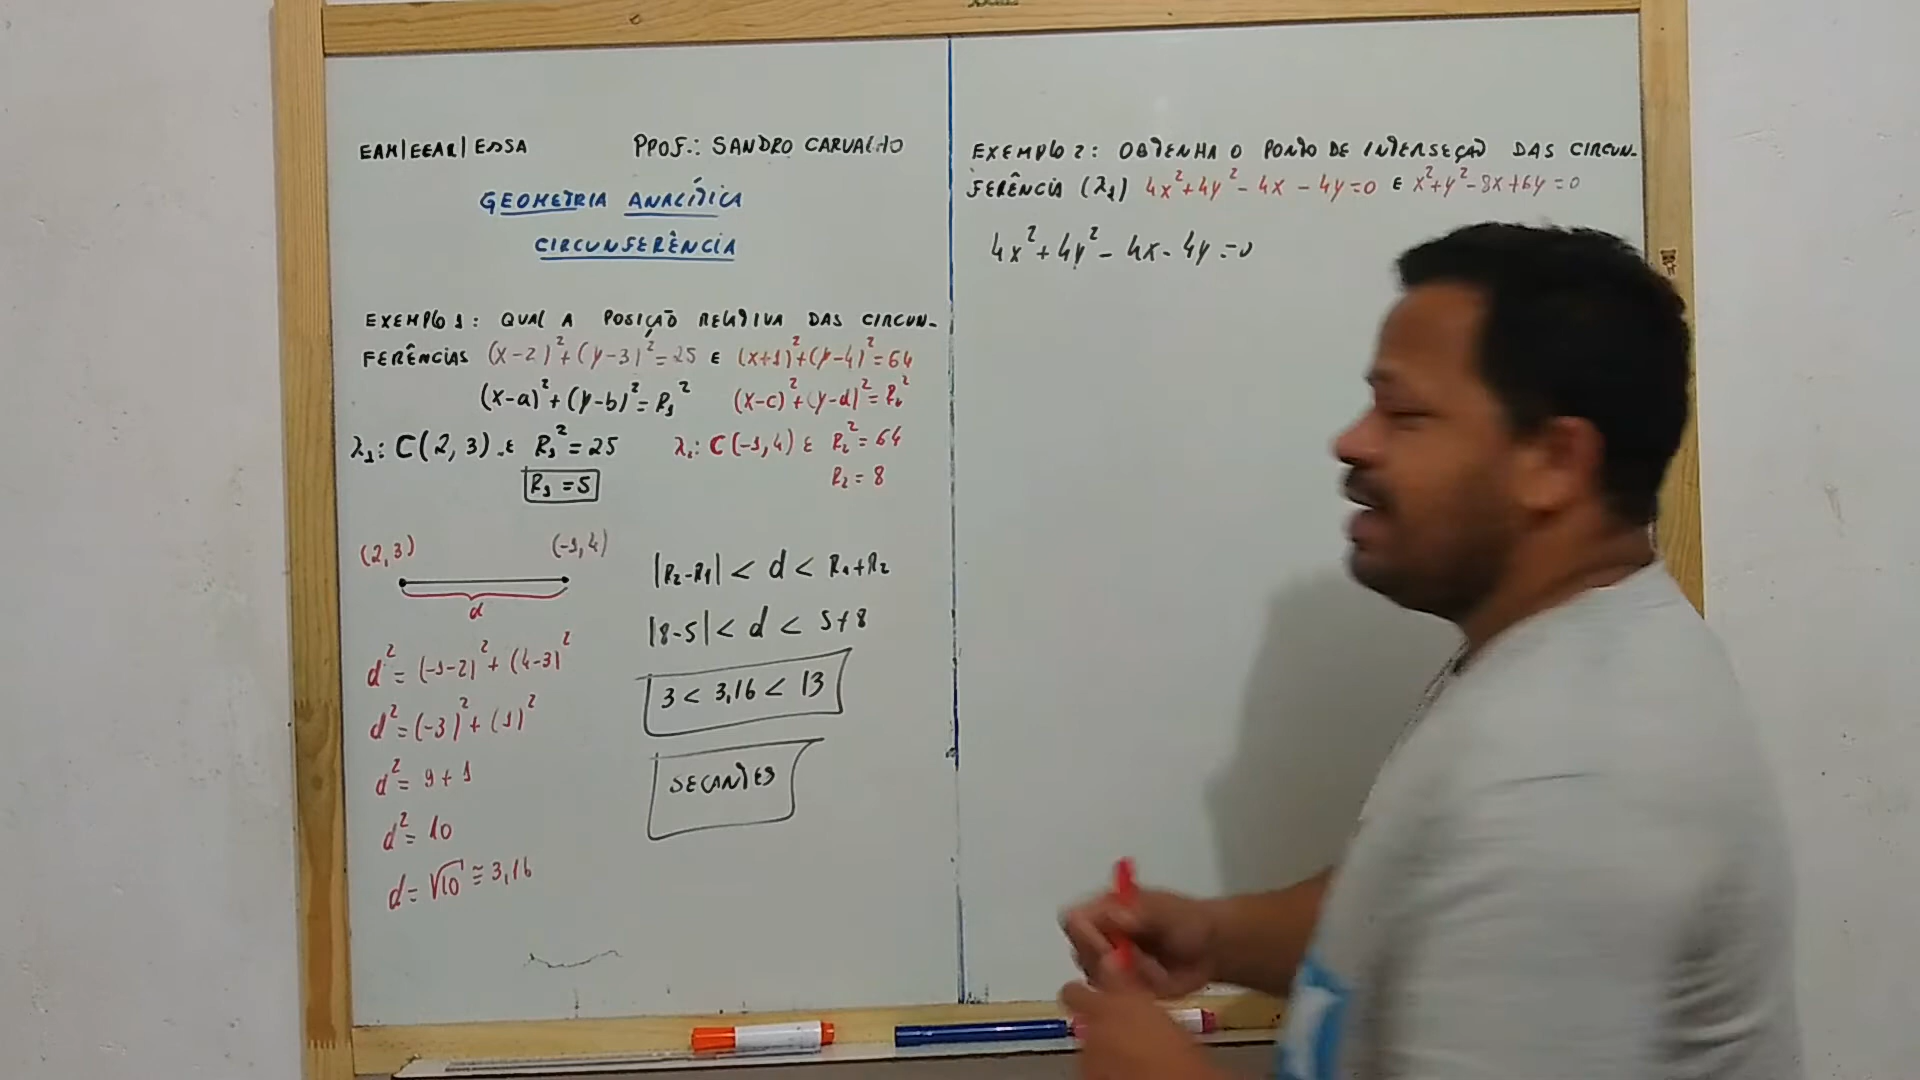 EAM|EEAR|ESSA PROF.: SANDRO CARVALHO
GEOMETRIA ANALÍTICA
CIRCUNFERÊNCIA
EXEMPLO 1: QUAL A POSIÇÃO RELATIVA DAS CIRCUN-
FERÊNCIAS (x-2)²+(y-3)²=25 E (x+1)²+(y-4)²=64
(x-a)²+(y-b)²=R₁² (x-c)²+(y-d)²=R₂²
λ₁: C(2,3) E R₁²=25 λ₂: C(-1,4) E R₂²=64
R₁=5 R₂=8
(2,3) (-1,4)
d
d²=(-1-2)²+(4-3)²
d²=(-3)²+(1)²
d²=9+1
d²=10
d=√10≅3,16
|R₂-R₁| < d < R₁+R₂
|8-5| < d < 5+8
3 < 3,16 < 13
SECANTES
EXEMPLO 2: OBTENHA O PONTO DE INTERSEÇÃO DAS CIRCUN-
FERÊNCIA (λ₁) 4x²+4y²-4x-4y=0 E x²+y²-8x+6y=0
4x²+4y²-4x-4y=0